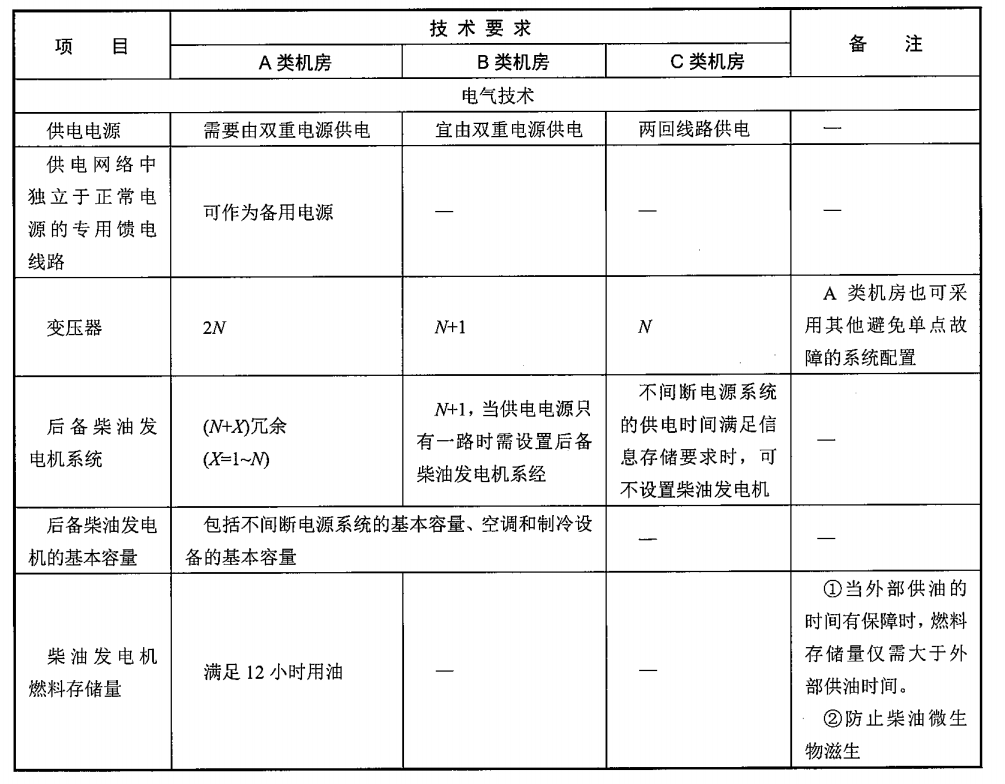 项 目
技术要求
备 注
A 类机房
B 类机房
C 类机房
电气技术
供电电源
需要由双重电源供电
宜由双重电源供电
两回线路供电
—
供电网络中
独立于正常电
源的专用馈电
线路
可作为备用电源
—
—
—
变压器
2N
N+1
N
A 类机房也可采
用其他避免单点故
障的系统配置
后备柴油发
电机系统
(N+X)冗余
(X=1~N)
N+1，当供电电源只
有一路时需设置后备
柴油发电机系经
不间断电源系统
的供电时间满足信
息存储要求时，可
不设置柴油发电机
—
后备柴油发电
机的基本容量
包括不间断电源系统的基本容量、空调和制冷设
备的基本容量
—
—
柴油发电机
燃料存储量
满足 12 小时用油
—
—
①当外部供油的
时间有保障时，燃料
存储量仅需大于外
部供油时间。
②防止柴油微生
物滋生